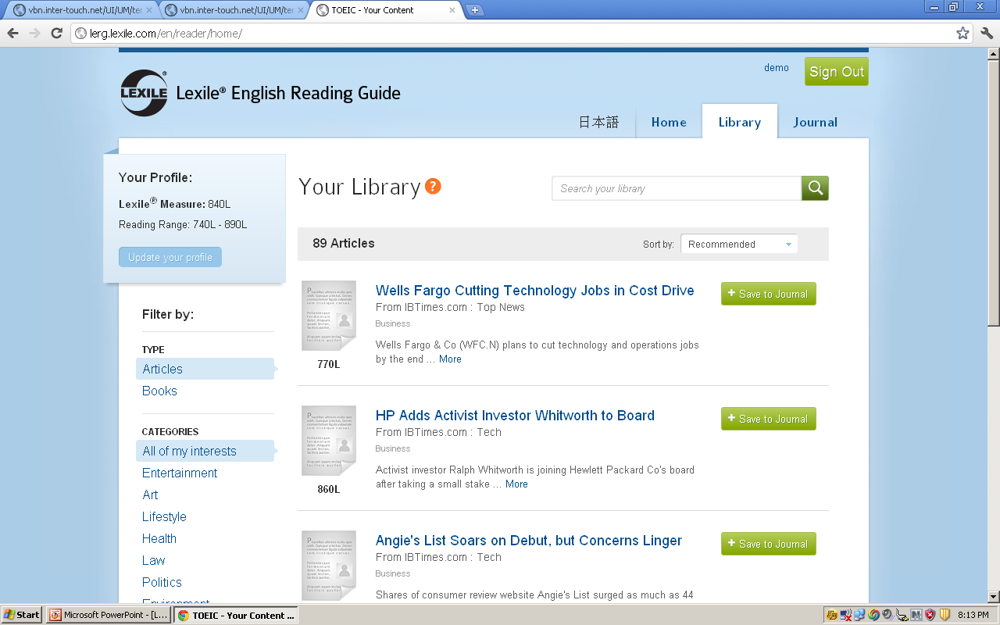 vbn.inter-touch.net/UI/UM/te
vbn.inter-touch.net/UI/UM/te
TOEIC - Your Content
lerg.lexile.com/en/reader/home/
demo
Sign Out
LEXILE®
Lexile® English Reading Guide
日本語
Home
Library
Journal
Your Profile:
Lexile® Measure: 840L
Reading Range: 740L - 890L
Update your profile
Filter by:
TYPE
Articles
Books
CATEGORIES
All of my interests
Entertainment
Art
Lifestyle
Health
Law
Politics
Environment
Your Library ?
Search your library
89 Articles
Sort by: Recommended
Wells Fargo Cutting Technology Jobs in Cost Drive
From IBTimes.com : Top News
Business
Wells Fargo & Co (WFC.N) plans to cut technology and operations jobs
by the end ... More
770L
+ Save to Journal
HP Adds Activist Investor Whitworth to Board
From IBTimes.com : Tech
Business
Activist investor Ralph Whitworth is joining Hewlett Packard Co's board
after taking a small stake ... More
860L
+ Save to Journal
Angie's List Soars on Debut, but Concerns Linger
From IBTimes.com : Tech
Business
Shares of consumer review website Angie's List surged as much as 44
+ Save to Journal
Start
Microsoft PowerPoint - [L...
TOEIC - Your Content ...
8:13 PM